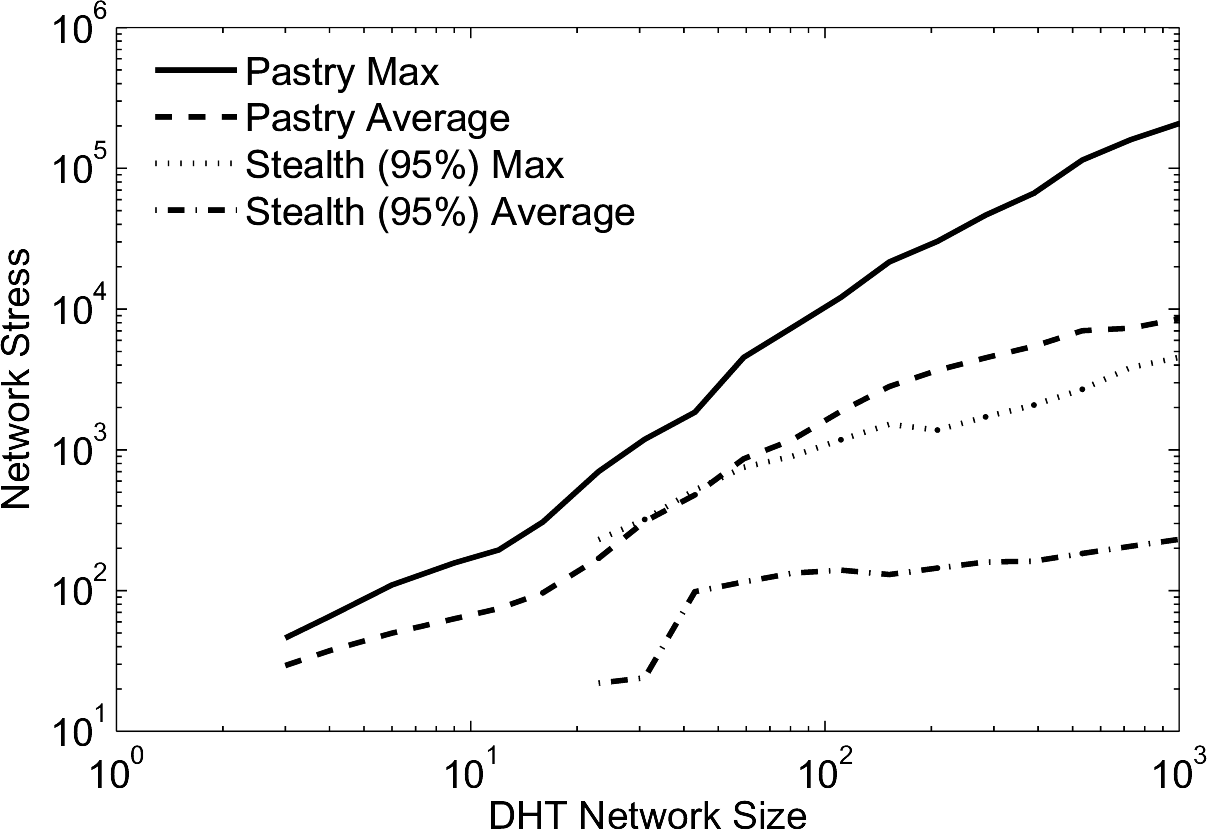 10^6
10^5
10^4
10^3
10^2
10^1
Network Stress
Pastry Max
Pastry Average
Stealth (95%) Max
Stealth (95%) Average
10^0 10^1 10^2 10^3
DHT Network Size